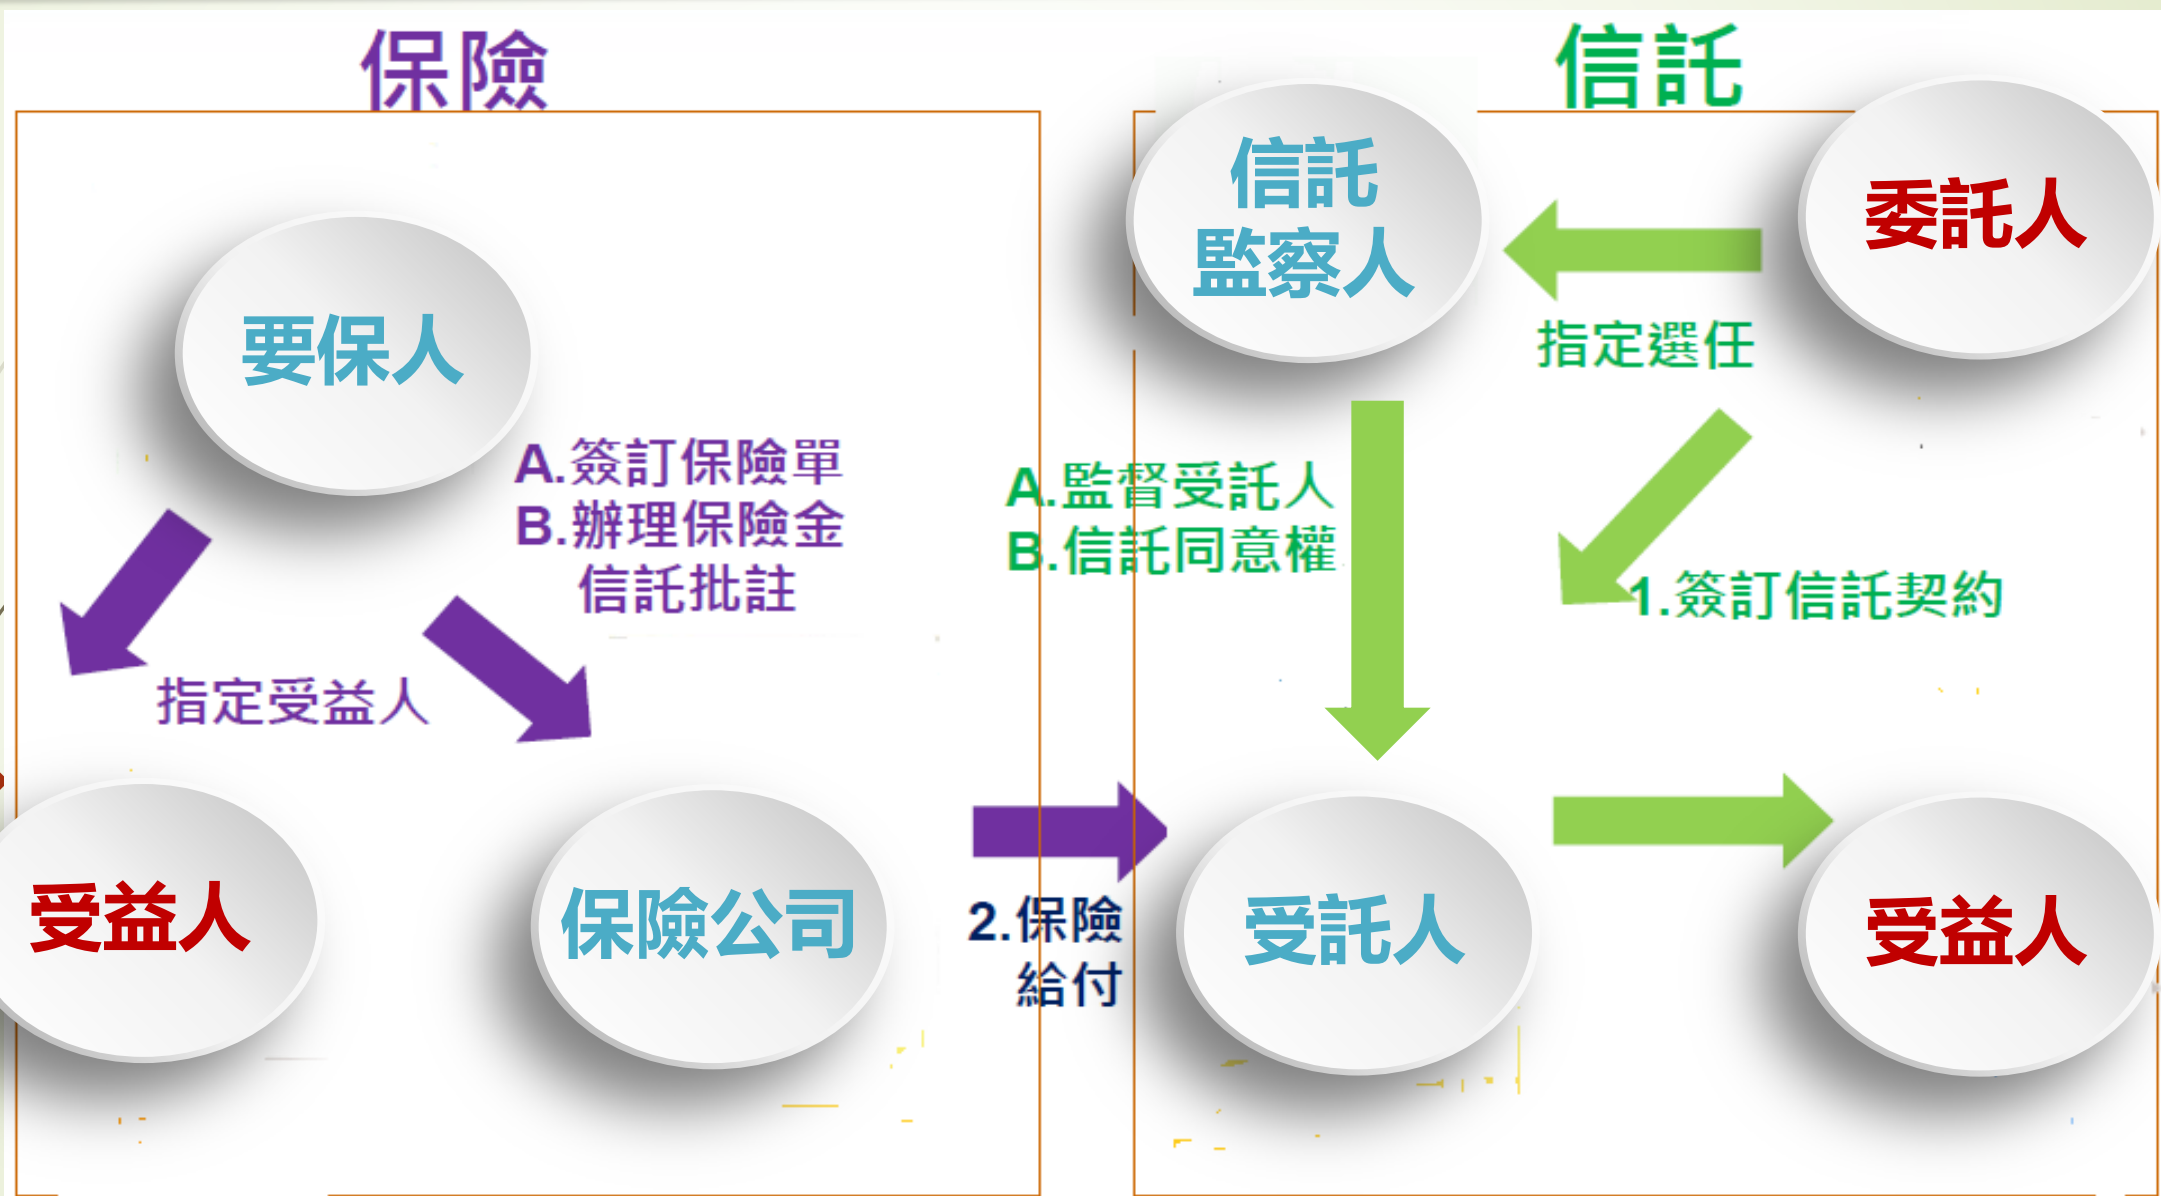 保險
要保人
A.簽訂保險單
B.辦理保險金
信託批註
指定受益人
受益人
保險公司
2.保險
給付
信託
信託
監察人
委託人
指定選任
A.監督受託人
B.信託同意權
1.簽訂信託契約
受託人
受益人